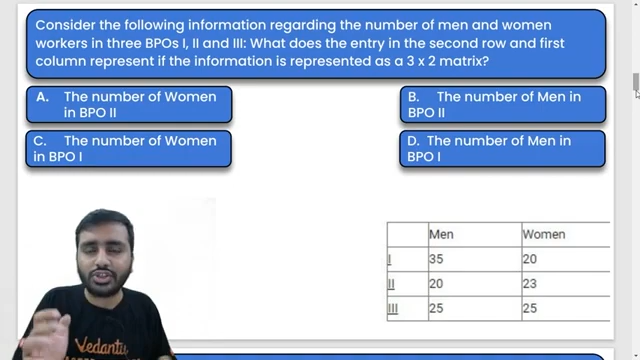 Consider the following information regarding the number of men and women
workers in three BPOs I, II and III: What does the entry in the second row and first
column represent if the information is represented as a 3 x 2 matrix?
A. The number of Women
in BPO II
B. The number of Men in
BPO II
C. The number of Women
in BPO I
D. The number of Men in
BPO I
Men Women
I 35 20
II 20 23
III 25 25
Vedantu